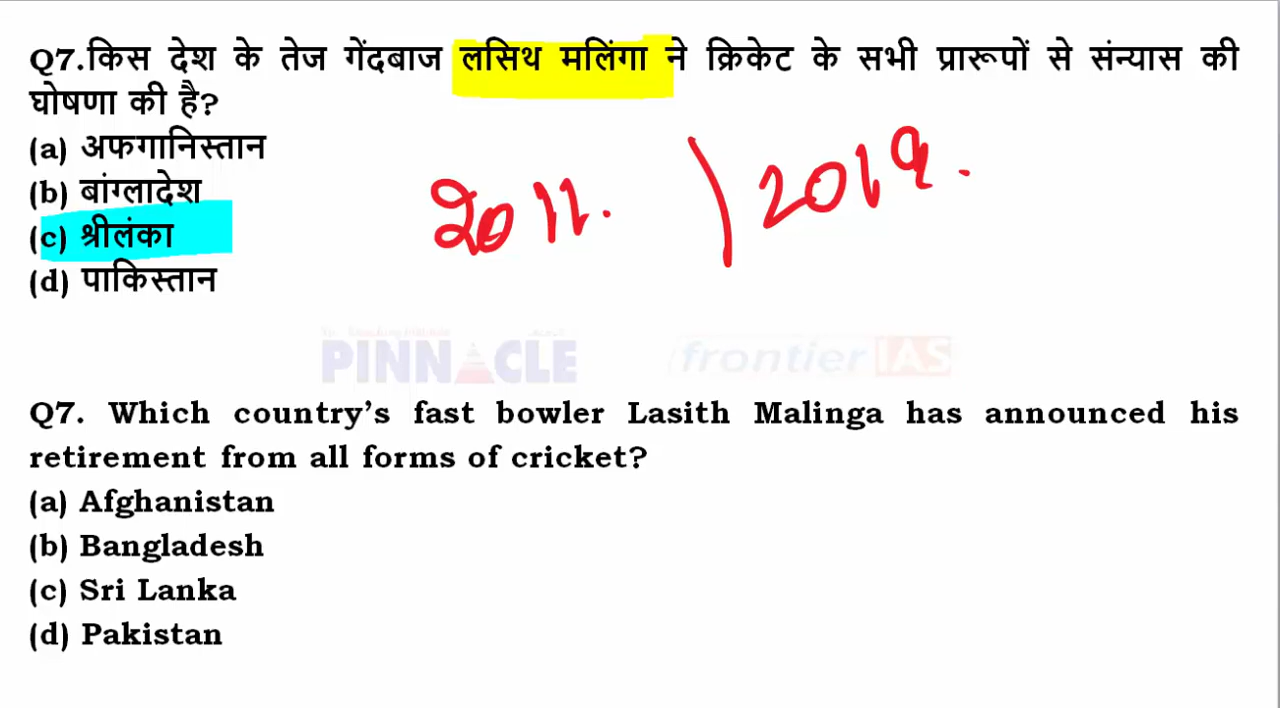 Q7.किस देश के तेज गेंदबाज लसिथ मलिंगा ने क्रिकेट के सभी प्रारूपों से संन्यास की
घोषणा की है?
(a) अफगानिस्तान
(b) बांग्लादेश
(c) श्रीलंका
(d) पाकिस्तान
2011. / 2019.
PINNACLE frontier IAS
Q7. Which country's fast bowler Lasith Malinga has announced his
retirement from all forms of cricket?
(a) Afghanistan
(b) Bangladesh
(c) Sri Lanka
(d) Pakistan